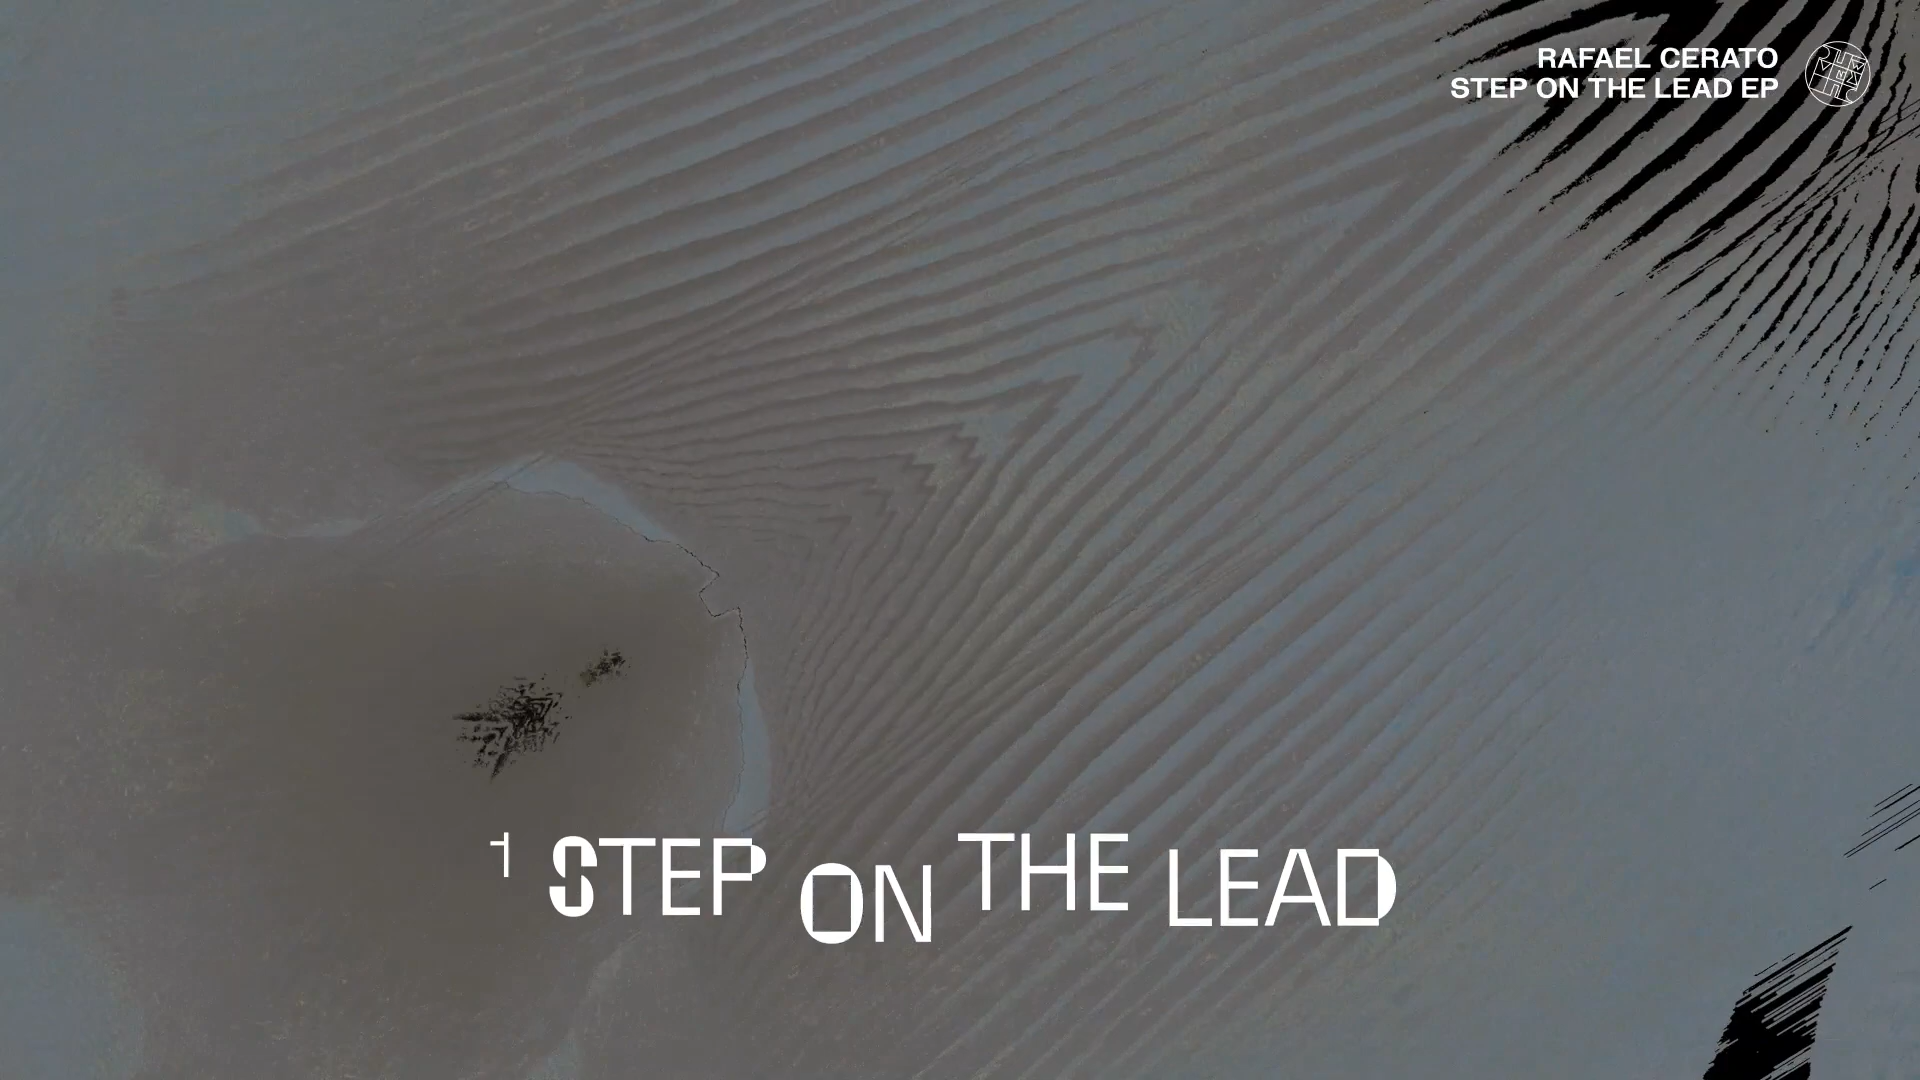 RAFAEL CERATO
STEP ON THE LEAD EP
1 STEP ON THE LEAD